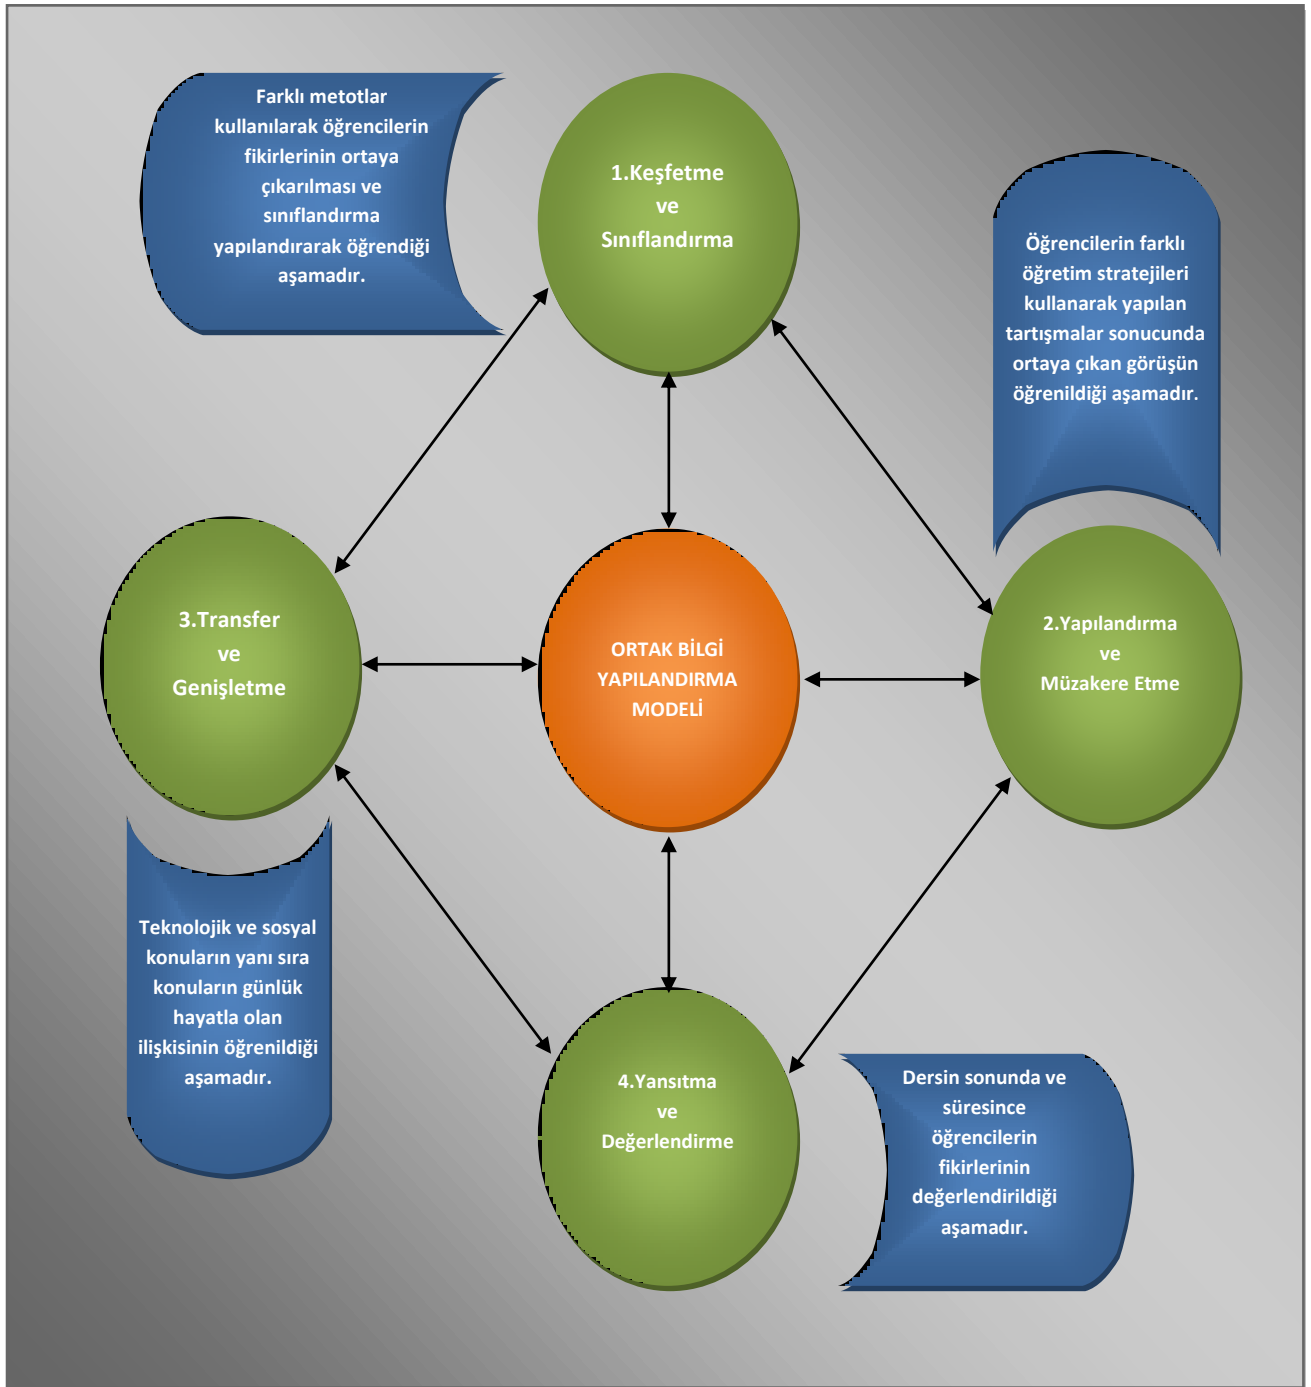 Farklı metotlar
kullanılarak öğrencilerin
fikirlerinin ortaya
çıkarılması ve
sınıflandırma
yapılandırarak öğrendiği
aşamadır.
1.Keşfetme
ve
Sınıflandırma
Öğrencilerin farklı
öğretim stratejileri
kullanarak yapılan
tartışmalar sonucunda
ortaya çıkan görüşün
öğrenildiği aşamadır.
3.Transfer
ve
Genişletme
ORTAK BİLGİ
YAPILANDIRMA
MODELİ
2.Yapılandırma
ve
Müzakere Etme
Teknolojik ve sosyal
konuların yanı sıra
konuların günlük
hayatla olan
ilişkisinin öğrenildiği
aşamadır.
4.Yansıtma
ve
Değerlendirme
Dersin sonunda ve
süresince
öğrencilerin
fikirlerinin
değerlendirildiği
aşamadır.